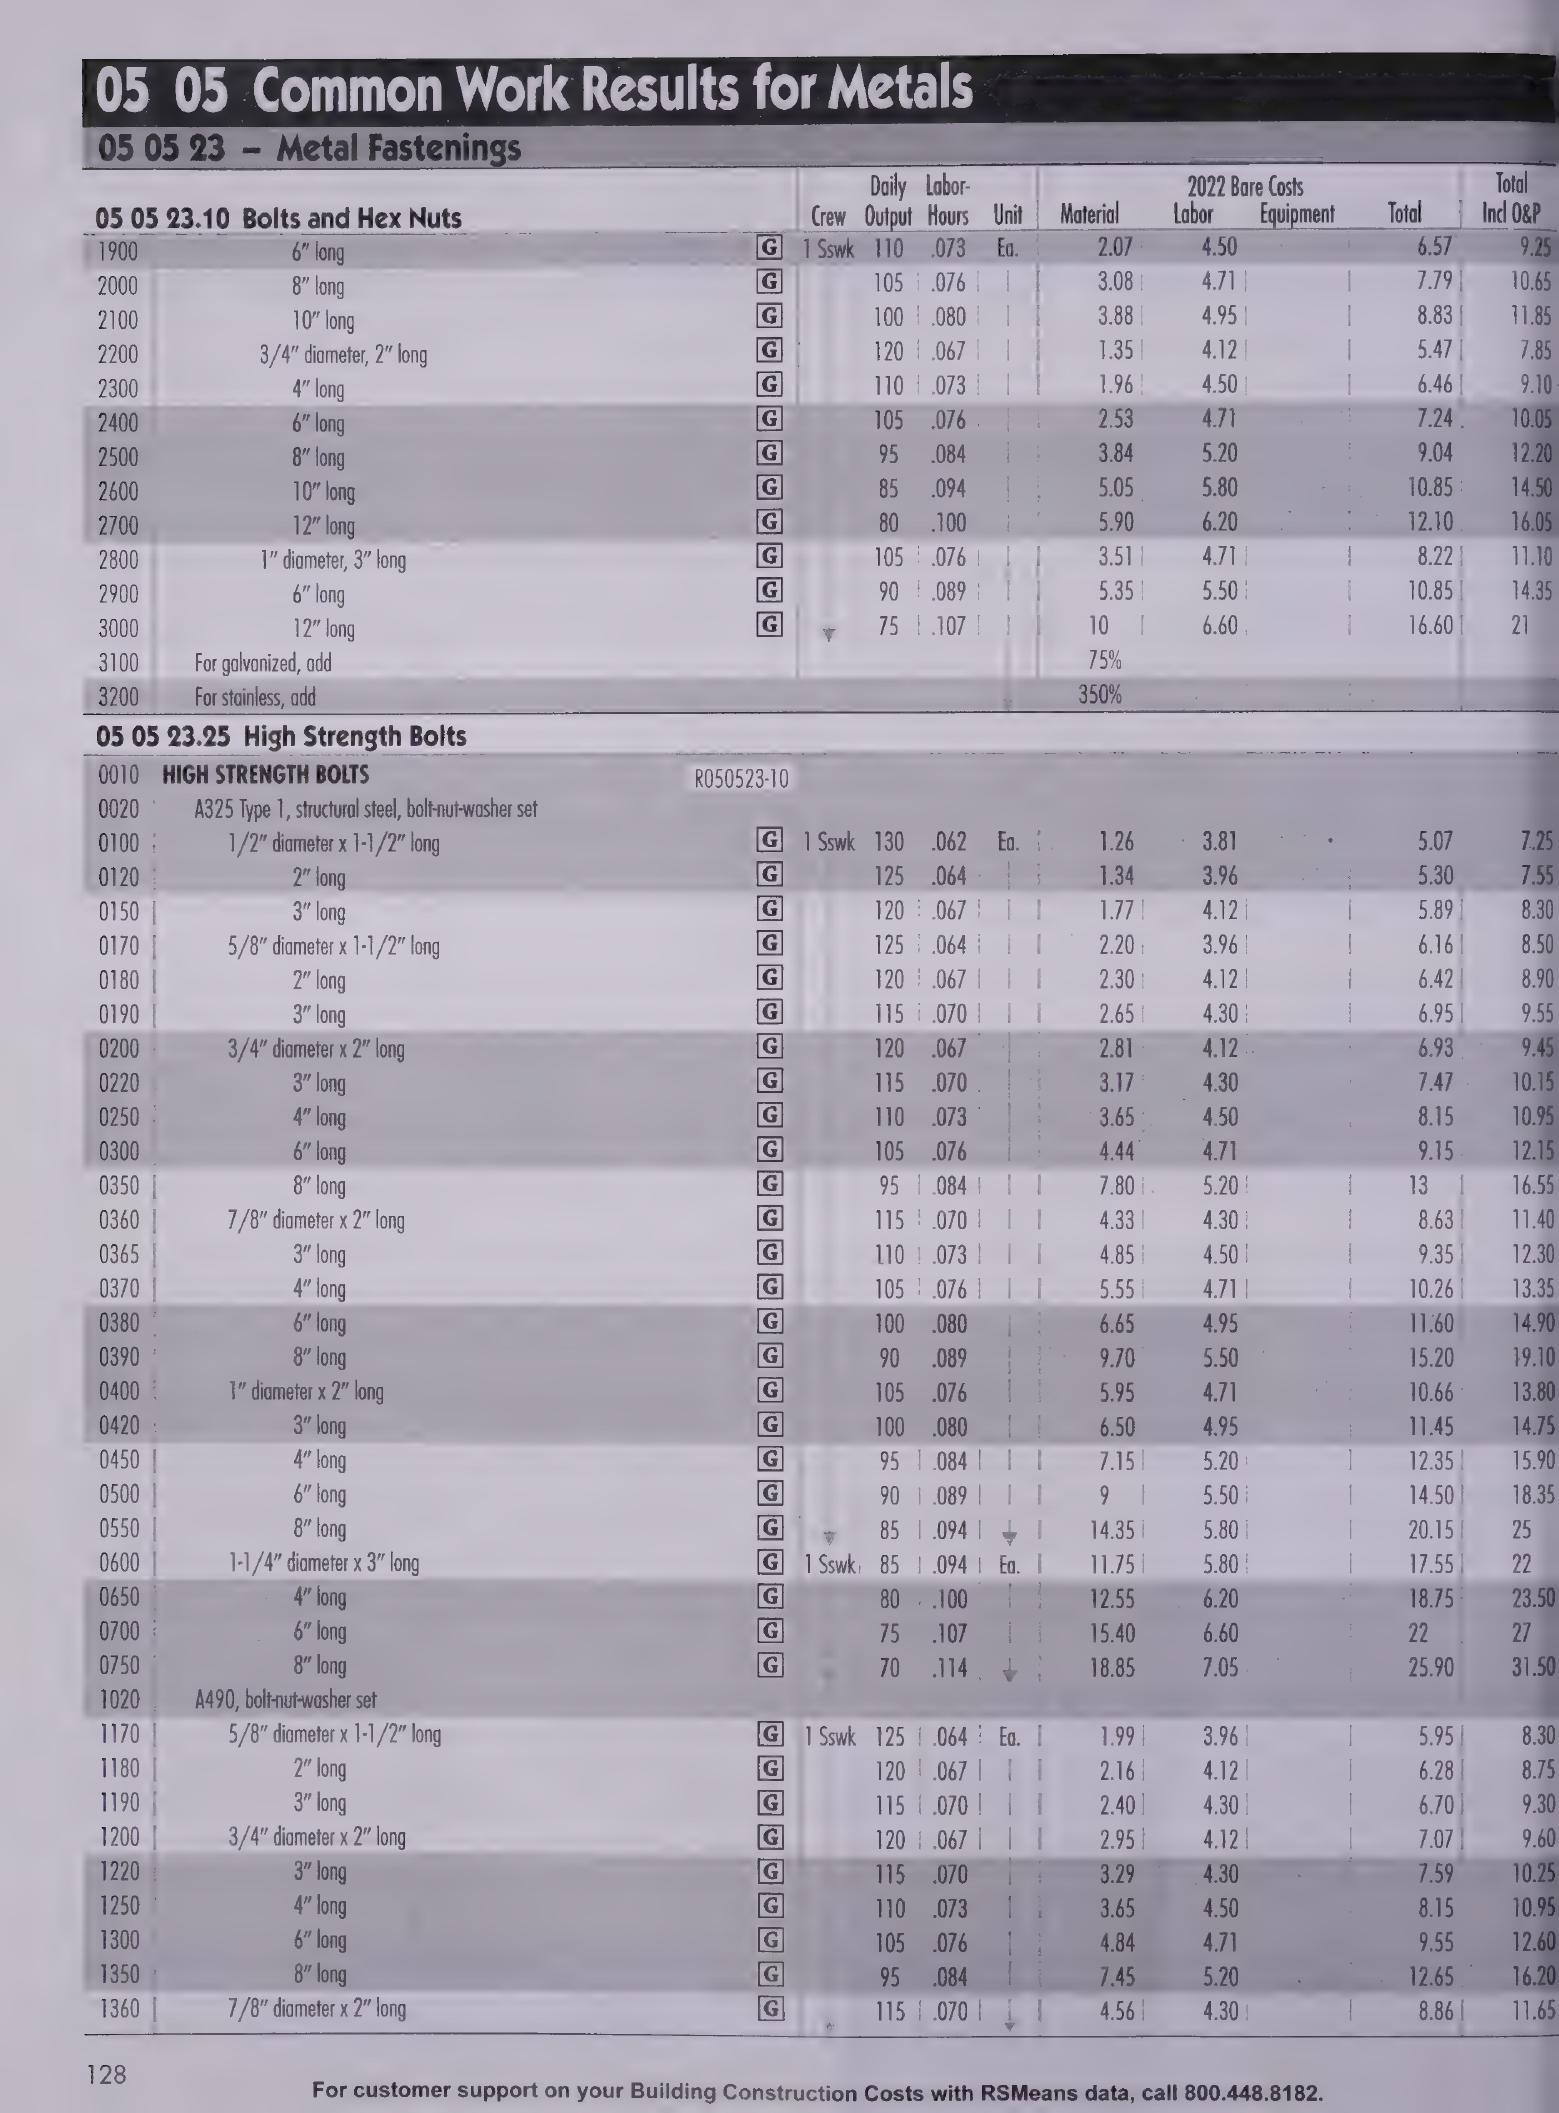 05 05 Common Work Results for Metals
05 05 23 – Metal Fastenings
05 05 23.10 Bolts and Hex Nuts Crew Daily Output Labor-Hours Unit Material Labor 2022 Bare Costs Equipment Total Total Incl O&P
1900 6" long G 1 Sswk 110 .073 Ea. 2.07 4.50 6.57 9.25
2000 8" long G 105 .076 3.08 4.71 7.79 10.65
2100 10" long G 100 .080 3.88 4.95 8.83 11.85
2200 3/4" diameter, 2" long G 120 .067 1.35 4.12 5.47 7.85
2300 4" long G 110 .073 1.96 4.50 6.46 9.10
2400 6" long G 105 .076 2.53 4.71 7.24 10.05
2500 8" long G 95 .084 3.84 5.20 9.04 12.20
2600 10" long G 85 .094 5.05 5.80 10.85 14.50
2700 12" long G 80 .100 5.90 6.20 12.10 16.05
2800 1" diameter, 3" long G 105 .076 3.51 4.71 8.22 11.10
2900 6" long G 90 .089 5.35 5.50 10.85 14.35
3000 12" long G 75 .107 10 6.60 16.60 21
3100 For galvanized, add 75%
3200 For stainless, add 350%
05 05 23.25 High Strength Bolts
0010 HIGH STRENGTH BOLTS R050523-10
0020 A325 Type 1, structural steel, bolt-nut-washer set
0100 1/2" diameter x 1-1/2" long G 1 Sswk 130 .062 Ea. 1.26 3.81 5.07 7.25
0120 2" long G 125 .064 1.34 3.96 5.30 7.55
0150 3" long G 120 .067 1.77 4.12 5.89 8.30
0170 5/8" diameter x 1-1/2" long G 125 .064 2.20 3.96 6.16 8.50
0180 2" long G 120 .067 2.30 4.12 6.42 8.90
0190 3" long G 115 .070 2.65 4.30 6.95 9.55
0200 3/4" diameter x 2" long G 120 .067 2.81 4.12 6.93 9.45
0220 3" long G 115 .070 3.17 4.30 7.47 10.15
0250 4" long G 110 .073 3.65 4.50 8.15 10.95
0300 6" long G 105 .076 4.44 4.71 9.15 12.15
0350 8" long G 95 .084 7.80 5.20 13 16.55
0360 7/8" diameter x 2" long G 115 .070 4.33 4.30 8.63 11.40
0365 3" long G 110 .073 4.85 4.50 9.35 12.30
0370 4" long G 105 .076 5.55 4.71 10.26 13.35
0380 6" long G 100 .080 6.65 4.95 11.60 14.90
0390 8" long G 90 .089 9.70 5.50 15.20 19.10
0400 1" diameter x 2" long G 105 .076 5.95 4.71 10.66 13.80
0420 3" long G 100 .080 6.50 4.95 11.45 14.75
0450 4" long G 95 .084 7.15 5.20 12.35 15.90
0500 6" long G 90 .089 9 5.50 14.50 18.35
0550 8" long G 85 .094 14.35 5.80 20.15 25
0600 1-1/4" diameter x 3" long G 1 Sswk 85 .094 Ea. 11.75 5.80 17.55 22
0650 4" long G 80 .100 12.55 6.20 18.75 23.50
0700 6" long G 75 .107 15.40 6.60 22 27
0750 8" long G 70 .114 18.85 7.05 25.90 31.50
1020 A490, bolt-nut-washer set
1170 5/8" diameter x 1-1/2" long G 1 Sswk 125 .064 Ea. 1.99 3.96 5.95 8.30
1180 2" long G 120 .067 2.16 4.12 6.28 8.75
1190 3" long G 115 .070 2.40 4.30 6.70 9.30
1200 3/4" diameter x 2" long G 120 .067 2.95 4.12 7.07 9.60
1220 3" long G 115 .070 3.29 4.30 7.59 10.25
1250 4" long G 110 .073 3.65 4.50 8.15 10.95
1300 6" long G 105 .076 4.84 4.71 9.55 12.60
1350 8" long G 95 .084 7.45 5.20 12.65 16.20
1360 7/8" diameter x 2" long G 115 .070 4.56 4.30 8.86 11.65
128
For customer support on your Building Construction Costs with RSMeans data, call 800.448.8182.